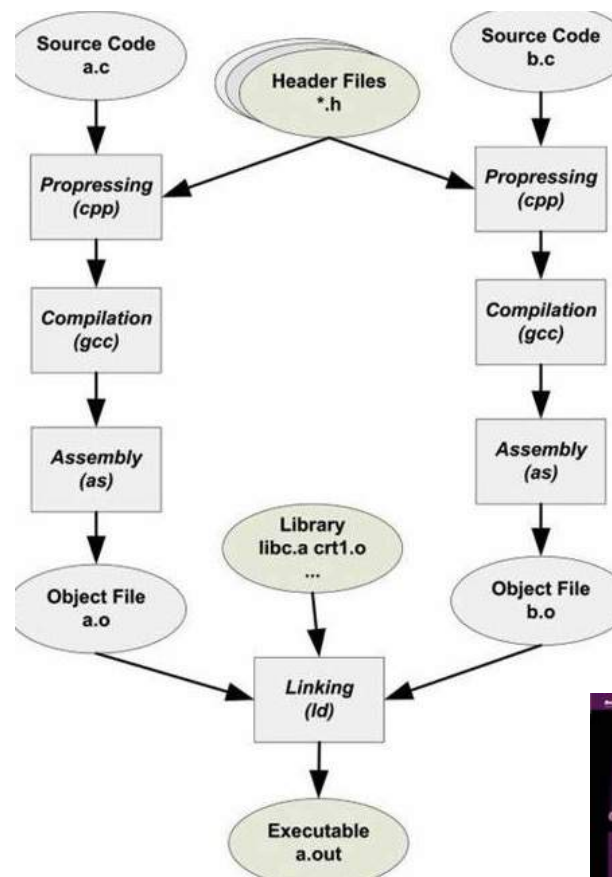 Source Code
a.c
Header Files
*.h
Source Code
b.c
Propressing
(cpp)
Propressing
(cpp)
Compilation
(gcc)
Compilation
(gcc)
Assembly
(as)
Assembly
(as)
Library
libc.a crt1.o
...
Object File
a.o
Object File
b.o
Linking
(ld)
Executable
a.out